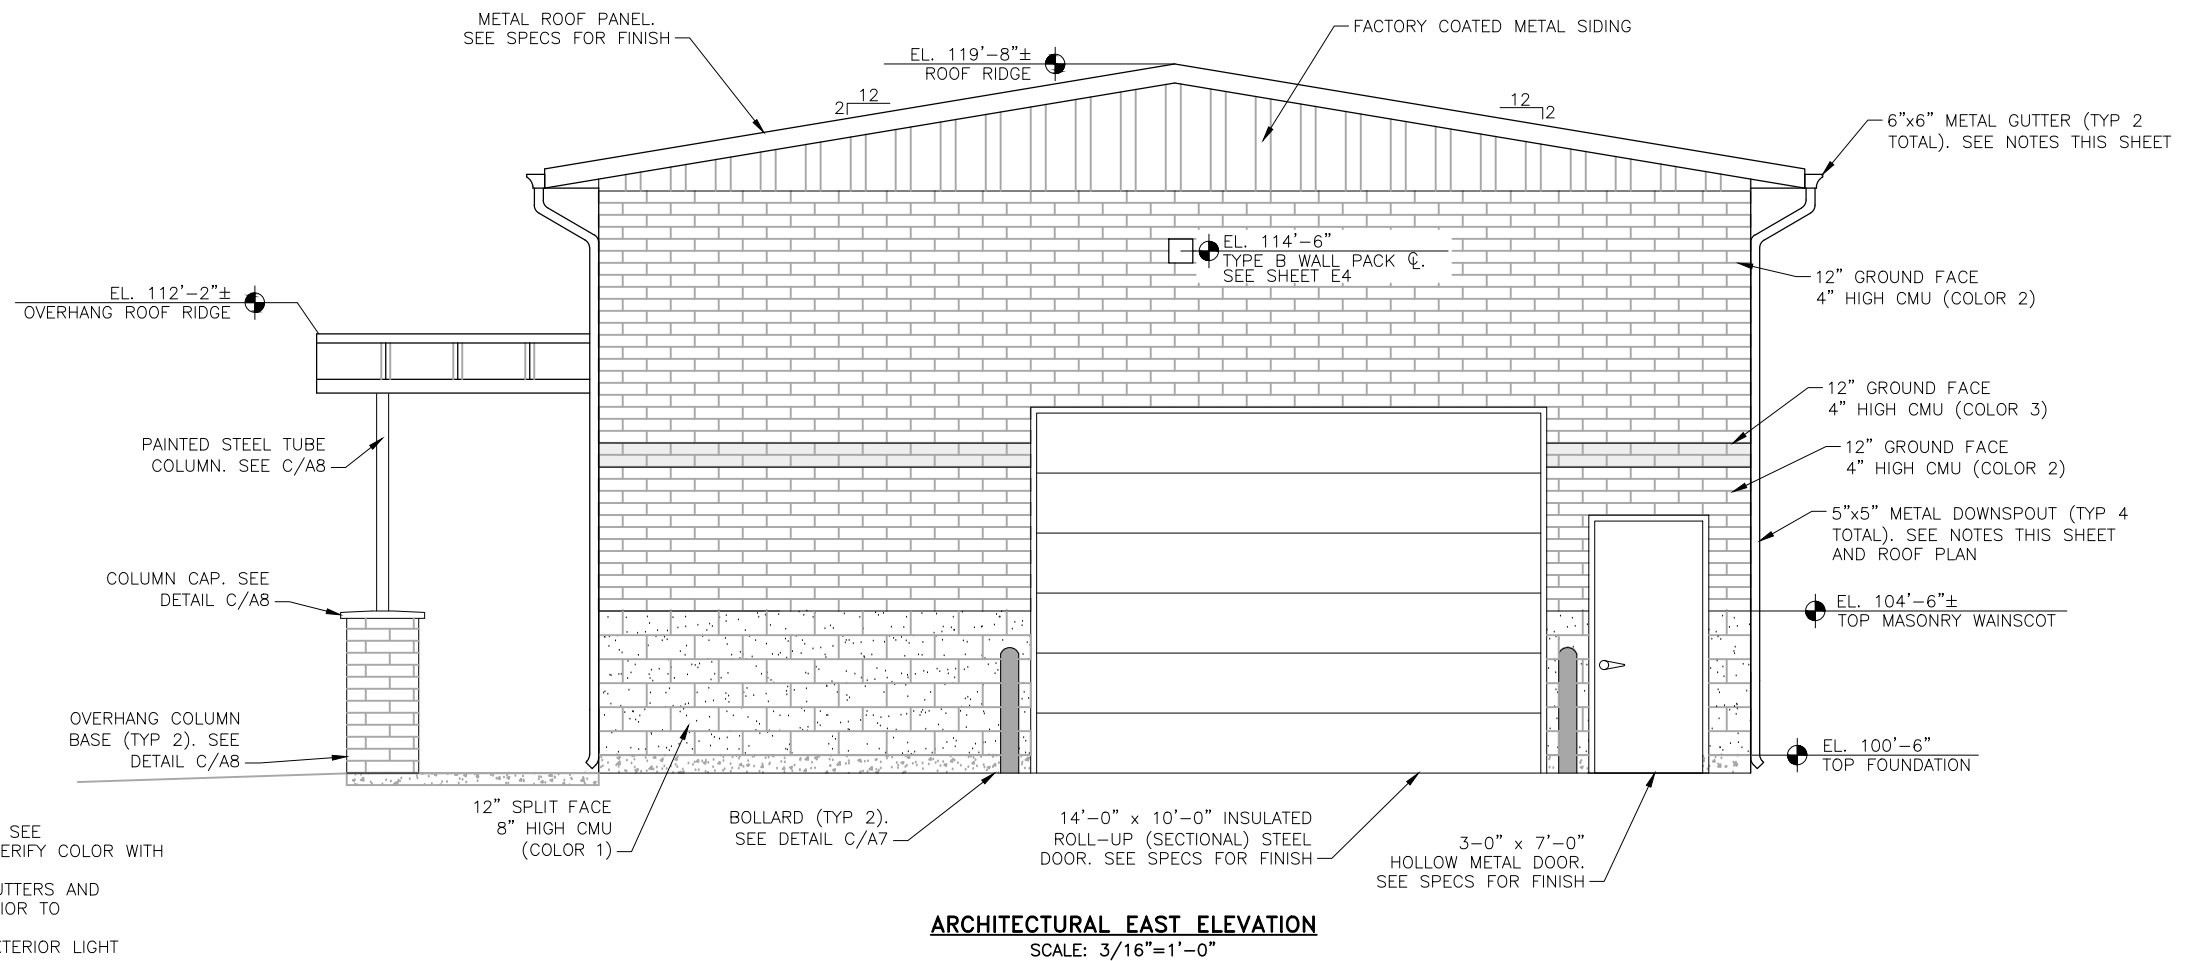 METAL ROOF PANEL.
SEE SPECS FOR FINISH
FACTORY COATED METAL SIDING
EL. 119'-8"±
ROOF RIDGE
12
2
12
2
6"x6" METAL GUTTER (TYP 2
TOTAL). SEE NOTES THIS SHEET
EL. 114'-6"
TYPE B WALL PACK ℄.
SEE SHEET E4
12" GROUND FACE
4" HIGH CMU (COLOR 2)
EL. 112'-2"±
OVERHANG ROOF RIDGE
12" GROUND FACE
4" HIGH CMU (COLOR 3)
PAINTED STEEL TUBE
COLUMN. SEE C/A8
12" GROUND FACE
4" HIGH CMU (COLOR 2)
5"x5" METAL DOWNSPOUT (TYP 4
TOTAL). SEE NOTES THIS SHEET
AND ROOF PLAN
COLUMN CAP. SEE
DETAIL C/A8
EL. 104'-6"±
TOP MASONRY WAINSCOT
OVERHANG COLUMN
BASE (TYP 2). SEE
DETAIL C/A8
EL. 100'-6"
TOP FOUNDATION
12" SPLIT FACE
8" HIGH CMU
(COLOR 1)
BOLLARD (TYP 2).
SEE DETAIL C/A7
14'-0" x 10'-0" INSULATED
ROLL-UP (SECTIONAL) STEEL
DOOR. SEE SPECS FOR FINISH
3-0" x 7'-0"
HOLLOW METAL DOOR.
SEE SPECS FOR FINISH
SEE
ERIFY COLOR WITH
UTTERS AND
IOR TO
XTERIOR LIGHT
ARCHITECTURAL EAST ELEVATION
SCALE: 3/16"=1'-0"